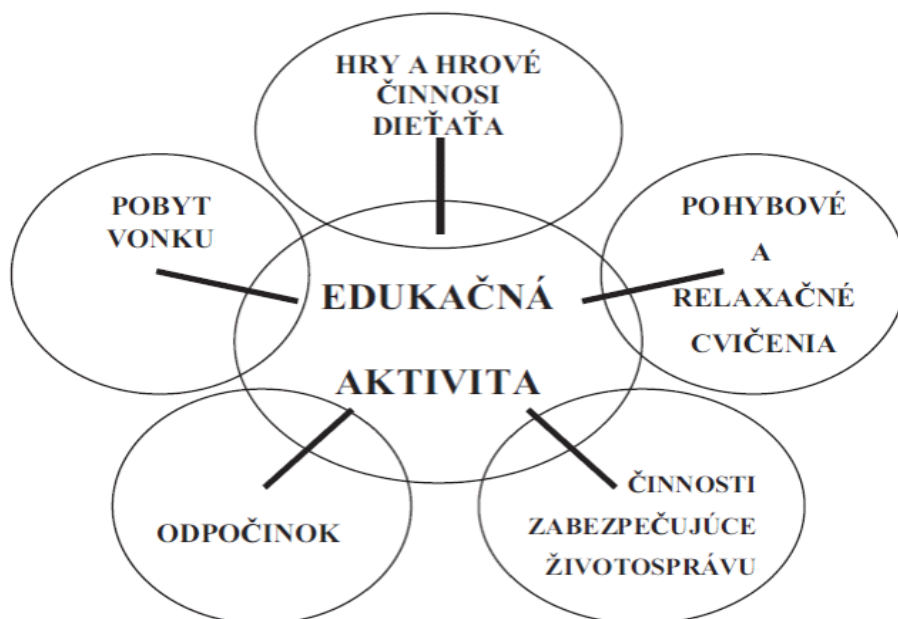 HRY A HROVÉ
ČINNOSI
DIEŤAŤA
POBYT
VONKU
POHYBOVÉ
A
RELAXAČNÉ
CVIČENIA
EDUKAČNÁ
AKTIVITA
ODPOČINOK
ČINNOSTI
ZABEZPEČUJÚCE
ŽIVOTOSPRÁVU